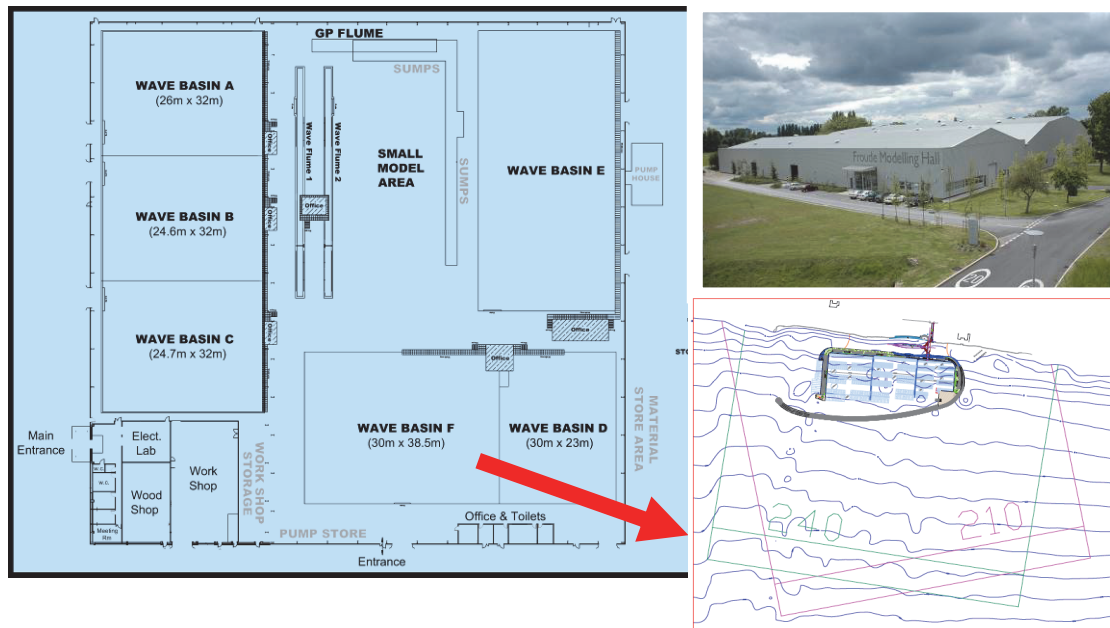 GP FLUME
SUMPS
WAVE BASIN A
(26m x 32m)
Office
Wave Flume 1
Wave Flume 2
SMALL
MODEL
AREA
SUMPS
WAVE BASIN E
PUMP
HOUSE
WAVE BASIN B
(24.6m x 32m)
Office
Office
WAVE BASIN C
(24.7m x 32m)
Office
Office
Office
WAVE BASIN F
(30m x 38.5m)
WAVE BASIN D
(30m x 23m)
MATERIAL
STORE AREA
Main
Entrance
Elect.
Lab
W.C.
W.C.
Wood
Shop
Work
Shop
WORK SHOP
STORAGE
Meeting
Rm
PUMP STORE
Office & Toilets
Entrance
Froude Modelling Hall
20
STO
240
210